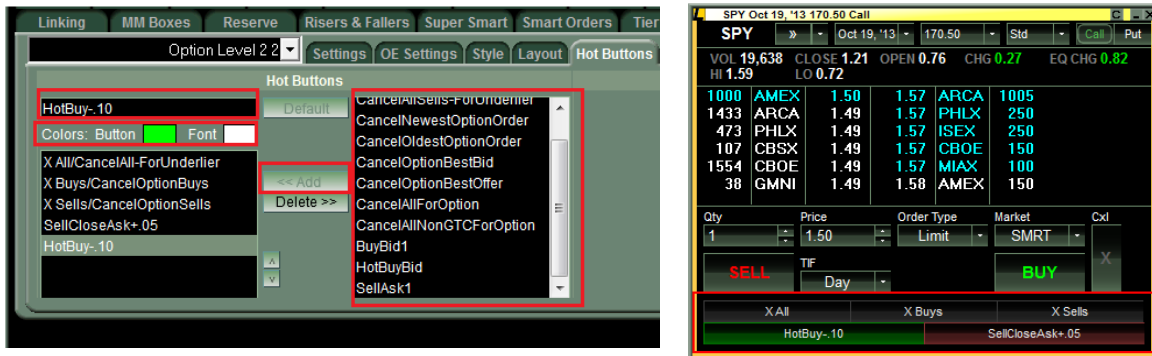 Linking MM Boxes Reserve Risers & Fallers Super Smart Smart Orders Tier
Option Level 2 2 Settings OE Settings Style Layout Hot Buttons
Hot Buttons
HotBuy-.10 Default
Colors: Button Font
X All/CancelAll-ForUnderlier
X Buys/CancelOptionBuys
X Sells/CancelOptionSells
SellCloseAsk+.05
HotBuy-.10
<< Add
Delete >>
CancelAllSells-ForUnderlier
CancelNewestOptionOrder
CancelOldestOptionOrder
CancelOptionBestBid
CancelOptionBestOffer
CancelAllForOption
CancelAllNonGTCForOption
BuyBid1
HotBuyBid
SellAsk1
SPY Oct 19, '13 170.50 Call C - X
SPY » Oct 19, '13 170.50 Std Call Put
VOL 19,638 CLOSE 1.21 OPEN 0.76 CHG 0.27 EQ CHG 0.82
HI 1.59 LO 0.72
1000 AMEX 1.50 1.57 ARCA 1005
1433 ARCA 1.49 1.57 PHLX 250
473 PHLX 1.49 1.57 ISEX 250
107 CBSX 1.49 1.57 CBOE 150
1554 CBOE 1.49 1.57 MIAX 100
38 GMNI 1.49 1.58 AMEX 150
Qty Price Order Type Market Cxl
1 1.50 Limit SMRT X
SELL TIF BUY
Day
X All X Buys X Sells
HotBuy-.10 SellCloseAsk+.05